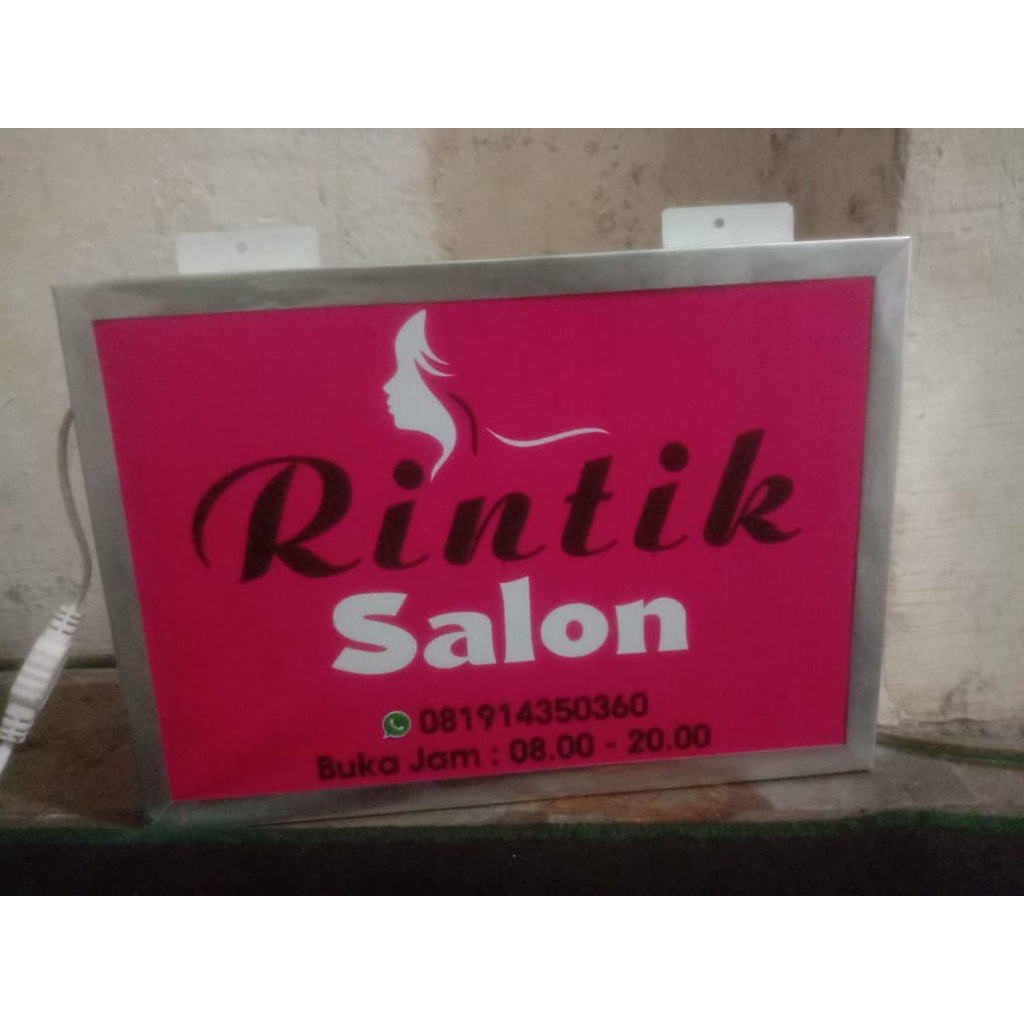 Rintik
Salon
081914350360
Buka Jam : 08.00 - 20.00